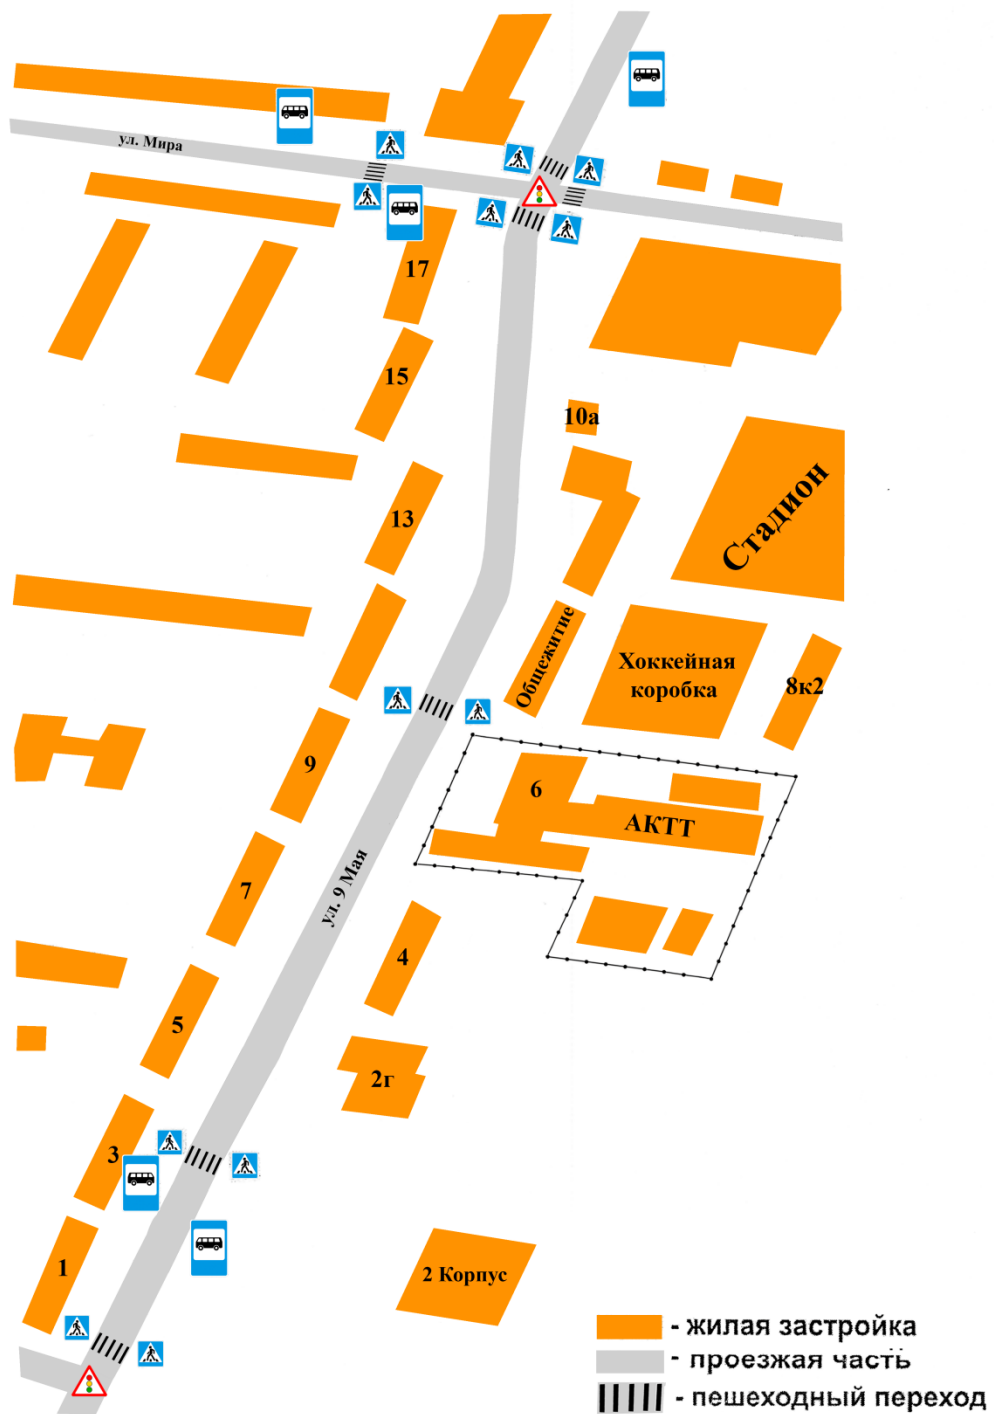 ул. Мира
17
15
10а
Стадион
13
Общежитие
Хоккейная
коробка
8к2
9
6
АКТТ
7
ул. 9 Мая
4
5
2г
3
1
2 Корпус
- жилая застройка
- проезжая часть
- пешеходный переход